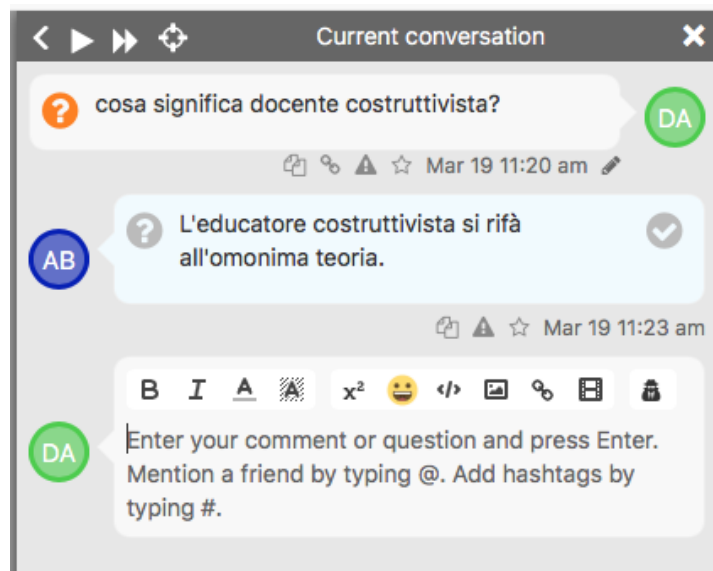 Current conversation
cosa significa docente costruttivista?
DA
Mar 19 11:20 am
AB
L'educatore costruttivista si rifà
all'omonima teoria.
Mar 19 11:23 am
B I A A x² </>
DA
Enter your comment or question and press Enter.
Mention a friend by typing @. Add hashtags by
typing #.